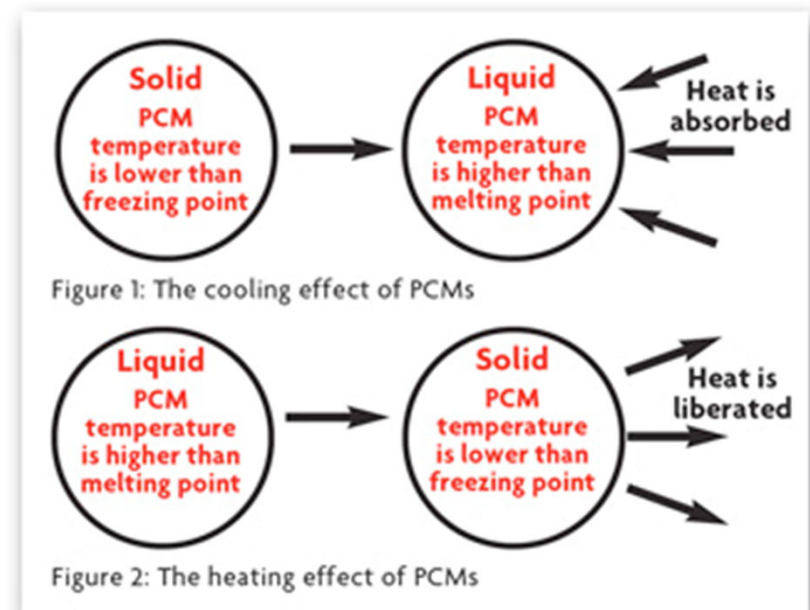 Solid
PCM
temperature
is lower than
freezing point
Liquid
PCM
temperature
is higher than
melting point
Heat is
absorbed
Figure 1: The cooling effect of PCMs
Liquid
PCM
temperature
is higher than
melting point
Solid
PCM
temperature
is lower than
freezing point
Heat is
liberated
Figure 2: The heating effect of PCMs